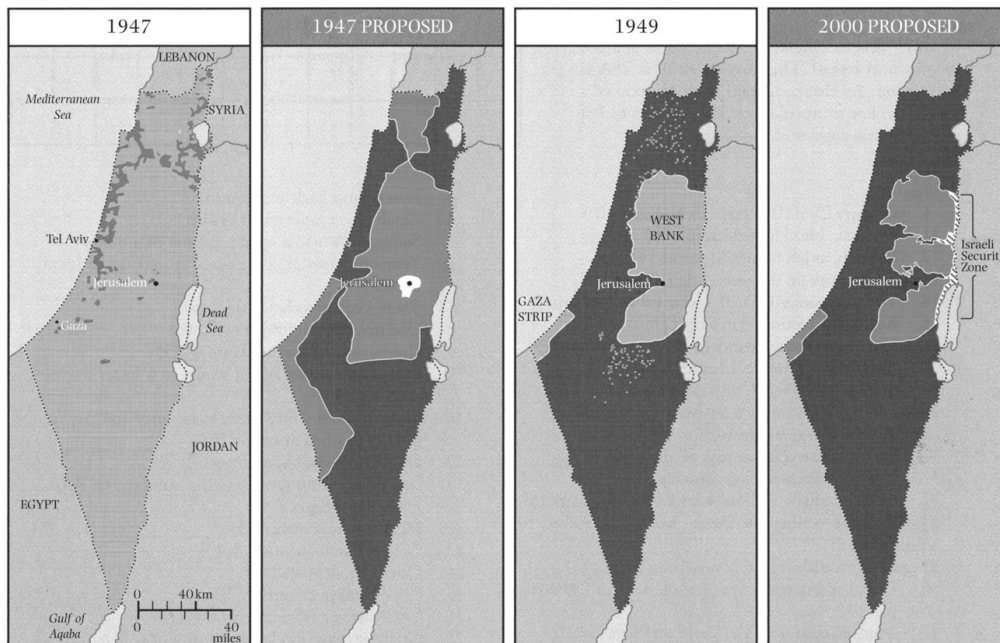 1947
LEBANON
Mediterranean
Sea
SYRIA
Tel Aviv
Jerusalem
Gaza
Dead
Sea
JORDAN
EGYPT
0 40 km
0 40
miles
Gulf of
Aqaba
1947 PROPOSED
Jerusalem
1949
WEST
BANK
Jerusalem
GAZA
STRIP
2000 PROPOSED
Jerusalem
Israeli
Security
Zone